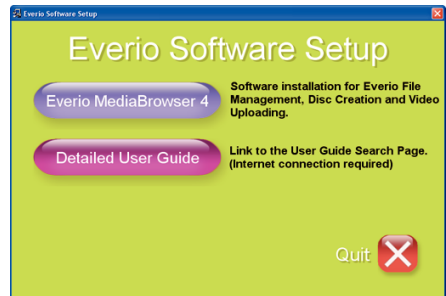 Everio Software Setup
Everio Software Setup
Everio MediaBrowser 4
Software installation for Everio File
Management, Disc Creation and Video
Uploading.
Detailed User Guide
Link to the User Guide Search Page.
(Internet connection required)
Quit